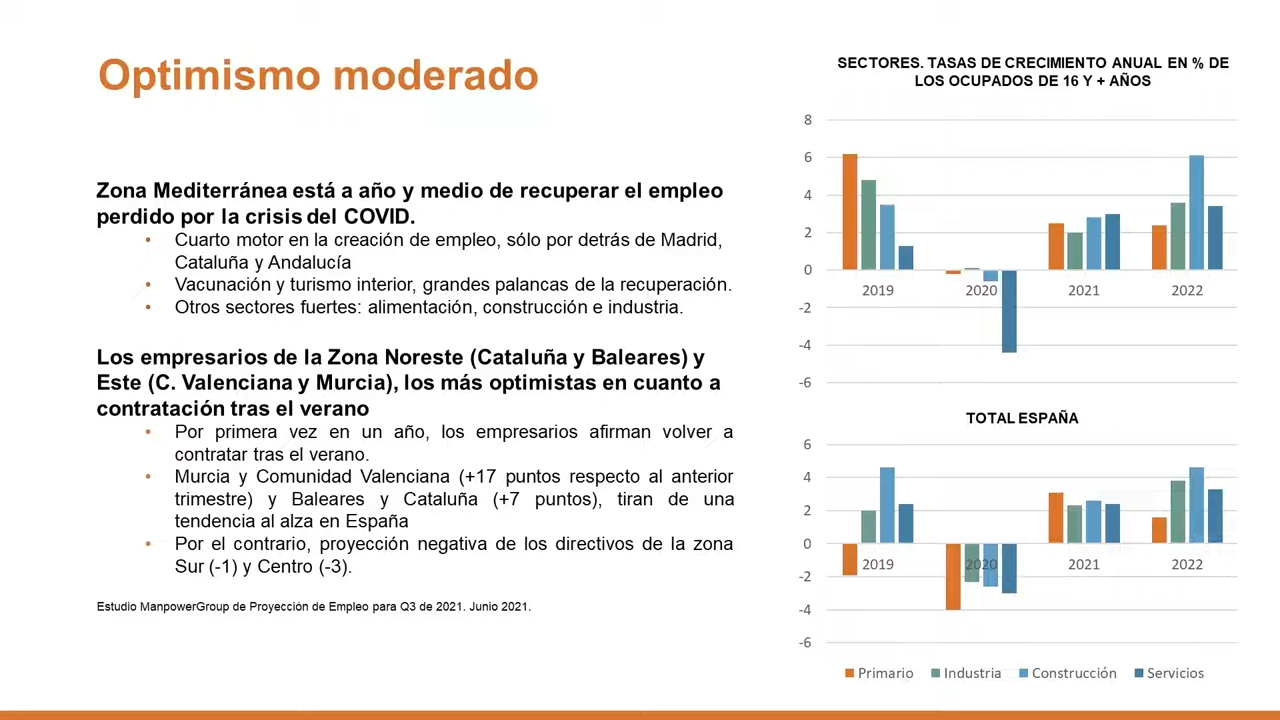 Optimismo moderado
Zona Mediterránea está a año y medio de recuperar el empleo
perdido por la crisis del COVID.
• Cuarto motor en la creación de empleo, sólo por detrás de Madrid,
Cataluña y Andalucía
• Vacunación y turismo interior, grandes palancas de la recuperación.
• Otros sectores fuertes: alimentación, construcción e industria.
Los empresarios de la Zona Noreste (Cataluña y Baleares) y
Este (C. Valenciana y Murcia), los más optimistas en cuanto a
contratación tras el verano
• Por primera vez en un año, los empresarios afirman volver a
contratar tras el verano.
• Murcia y Comunidad Valenciana (+17 puntos respecto al anterior
trimestre) y Baleares y Cataluña (+7 puntos), tiran de una
tendencia al alza en España
• Por el contrario, proyección negativa de los directivos de la zona
Sur (-1) y Centro (-3).
Estudio ManpowerGroup de Proyección de Empleo para Q3 de 2021. Junio 2021.
SECTORES. TASAS DE CRECIMIENTO ANUAL EN % DE
LOS OCUPADOS DE 16 Y + AÑOS
8
6
4
2
0
-2
-4
-6
2019 2020 2021 2022
TOTAL ESPAÑA
6
4
2
0
-2
-4
-6
2019 2020 2021 2022
Primario Industria Construcción Servicios